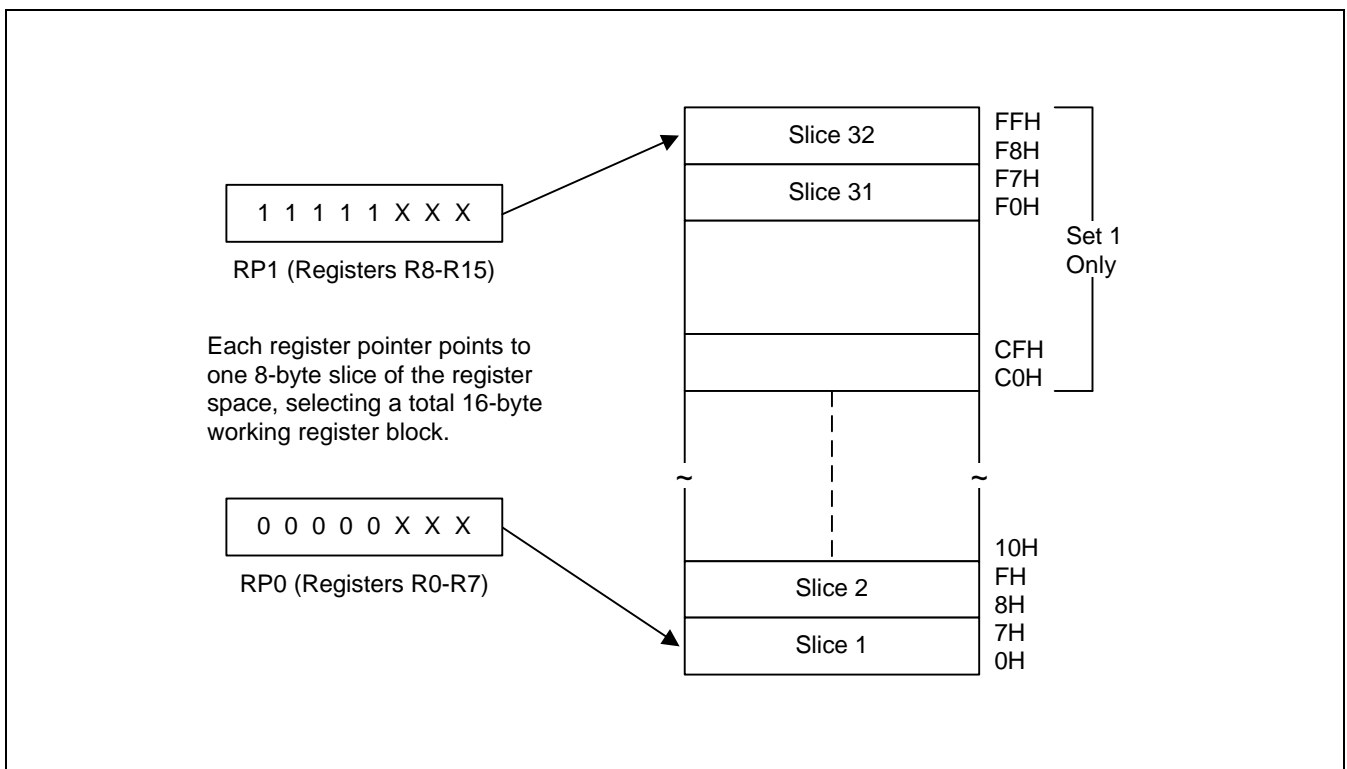 Slice 32
FFH
F8H
Slice 31
F7H
F0H
Set 1
Only
1 1 1 1 1 X X X
RP1 (Registers R8-R15)
Each register pointer points to
one 8-byte slice of the register
space, selecting a total 16-byte
working register block.
CFH
C0H
~ ~
0 0 0 0 0 X X X
RP0 (Registers R0-R7)
10H
Slice 2
FH
8H
Slice 1
7H
0H